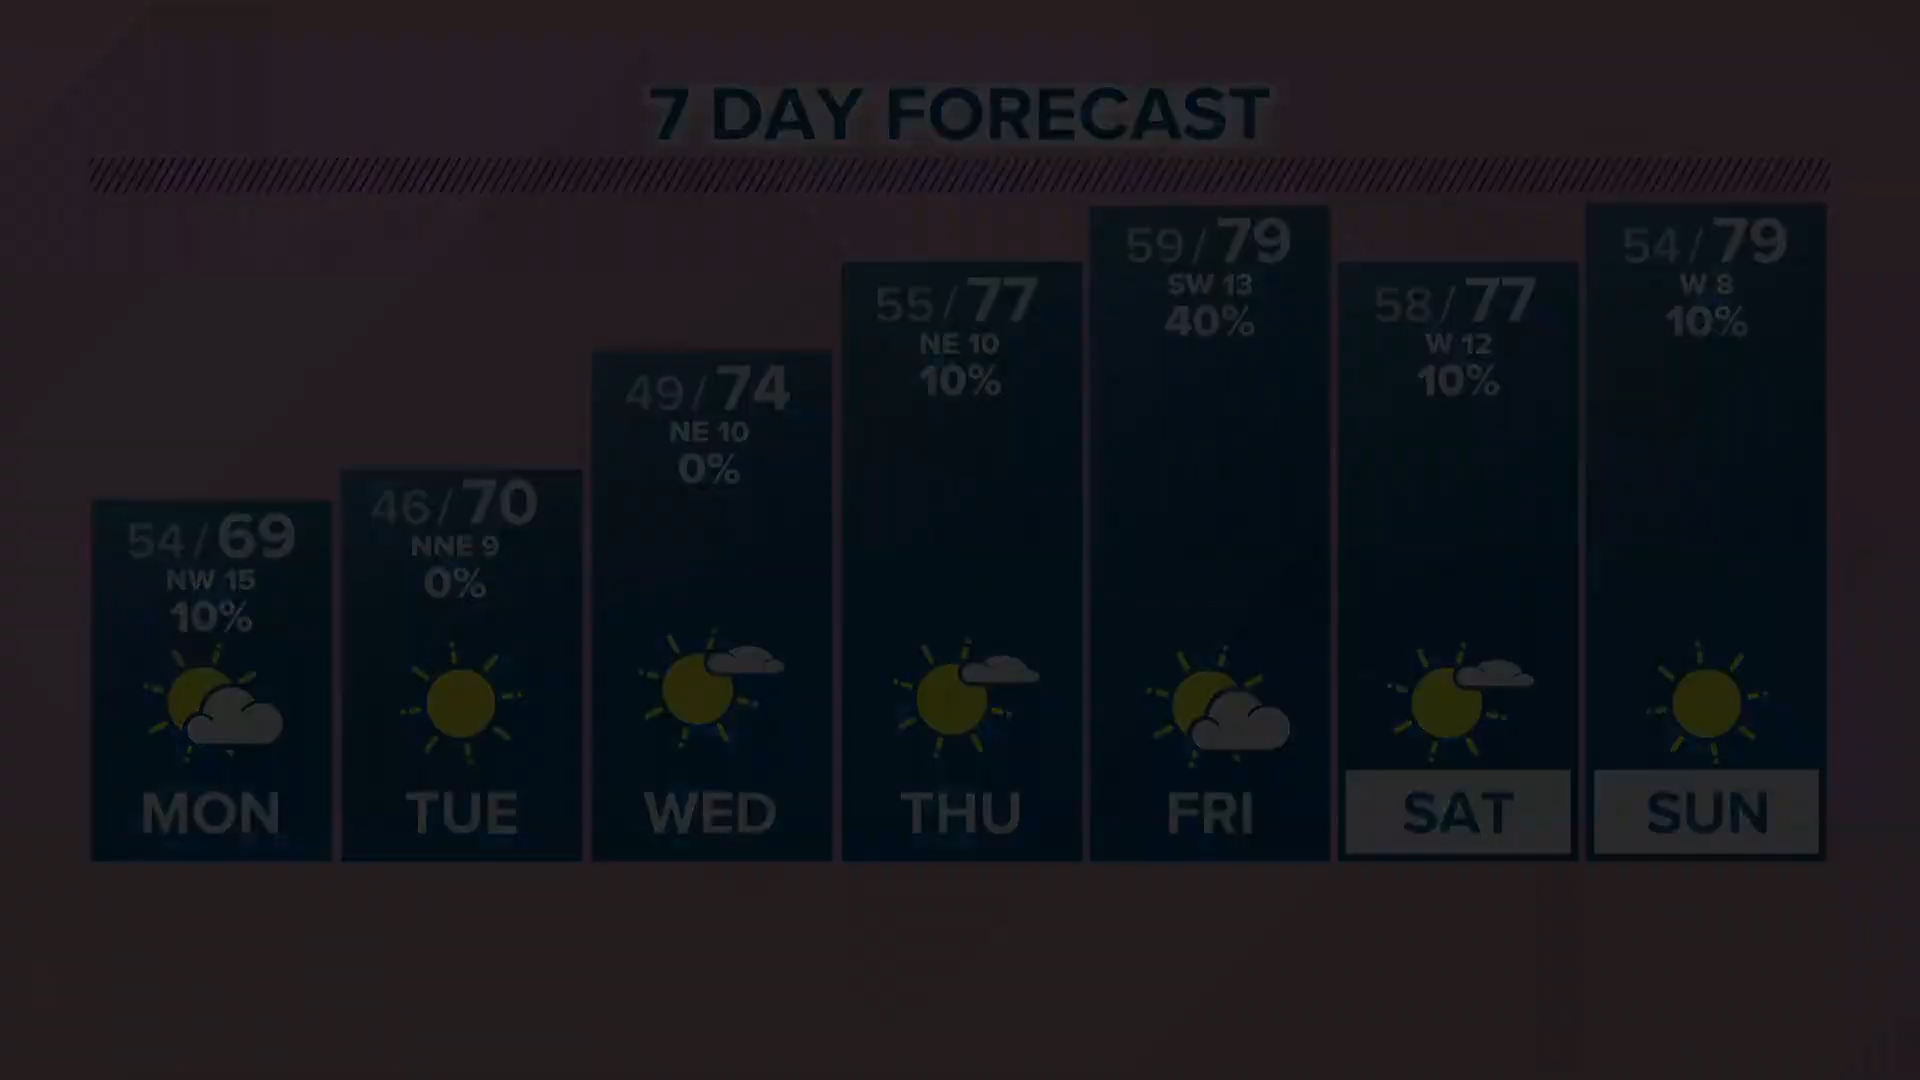 7 DAY FORECAST
54/69
NW 15
10%
MON
46/70
NNE 9
0%
TUE
49/74
NE 10
0%
WED
55/77
NE 10
10%
THU
59/79
SW 13
40%
FRI
58/77
W 12
10%
SAT
54/79
W 8
10%
SUN